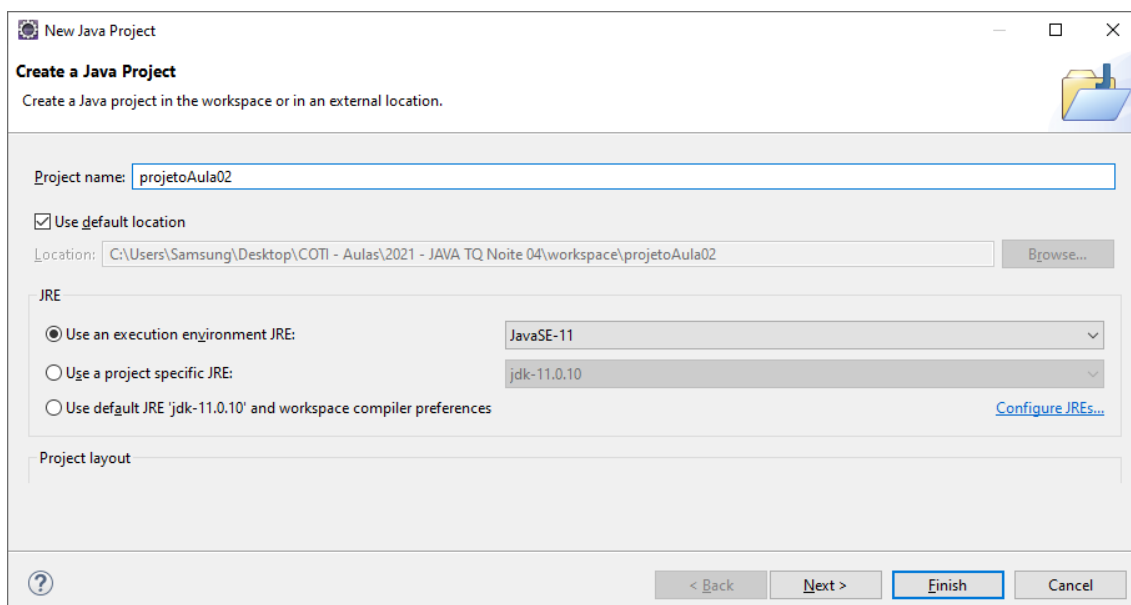 New Java Project
Create a Java Project
Create a Java project in the workspace or in an external location.
Project name: projetoAula02
Use default location
Location: C:\Users\Samsung\Desktop\COTI - Aulas\2021 - JAVA TQ Noite 04\workspace\projetoAula02 Browse...
JRE
Use an execution environment JRE: JavaSE-11
Use a project specific JRE: jdk-11.0.10
Use default JRE 'jdk-11.0.10' and workspace compiler preferences Configure JREs...
Project layout
? < Back Next > Finish Cancel